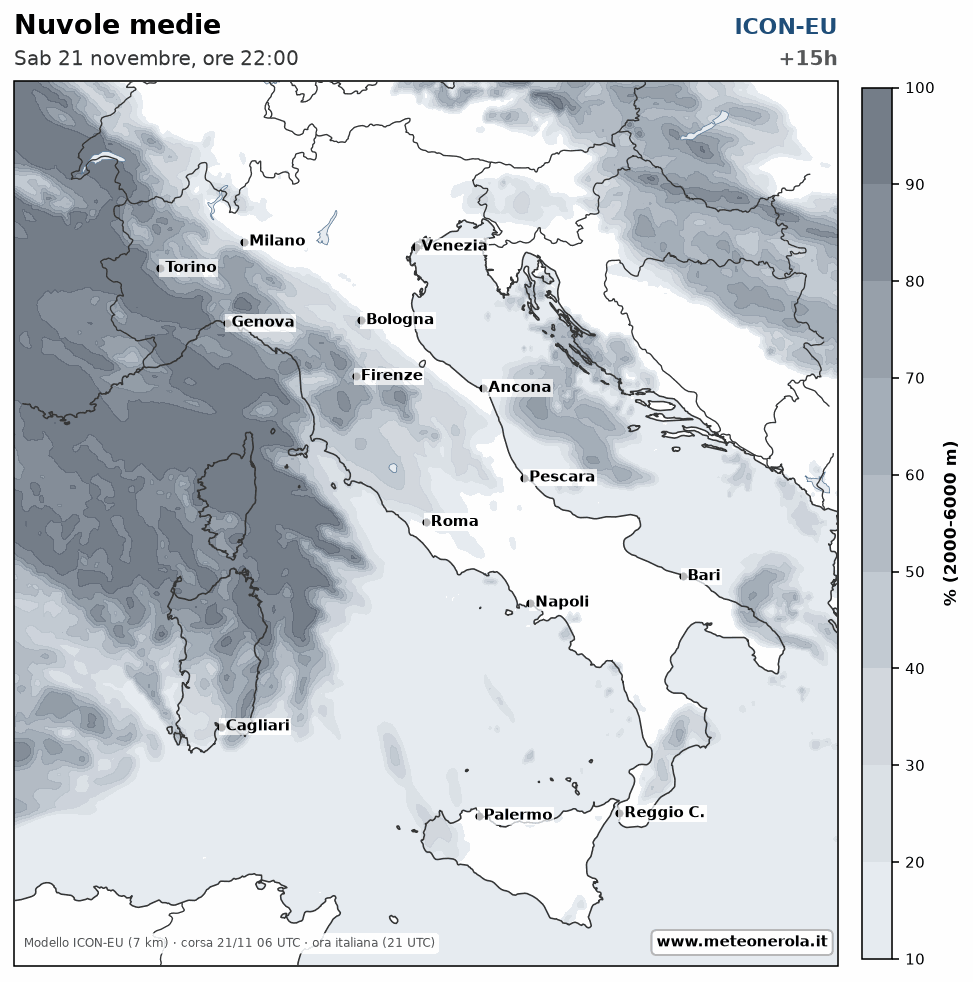 Nuvole medie
ICON-EU
Sab 21 novembre, ore 22:00
+15h
100
90
80
70
60
50
40
30
20
10
% (2000-6000 m)
Milano
Venezia
Torino
Genova
Bologna
Firenze
Ancona
Pescara
Roma
Bari
Napoli
Cagliari
Palermo
Reggio C.
Modello ICON-EU (7 km) · corsa 21/11 06 UTC · ora italiana (21 UTC)
www.meteonerola.it